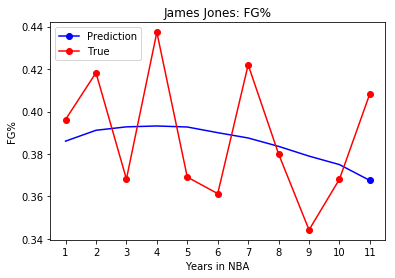 James Jones: FG%
Prediction
True
0.44
0.42
0.40
0.38
0.36
0.34
FG%
1 2 3 4 5 6 7 8 9 10 11
Years in NBA